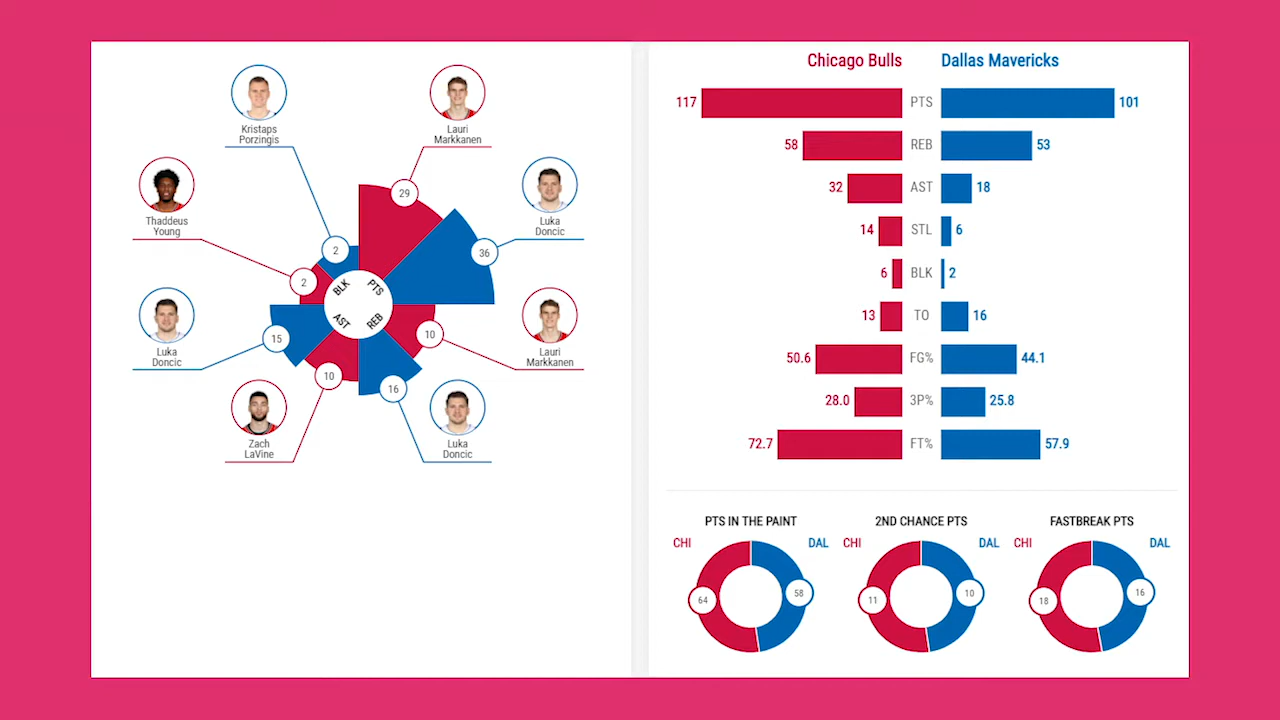 Kristaps
Porzingis
Lauri
Markkanen
Thaddeus
Young
Luka
Doncic
29
36
2
2
BLK
PTS
AST
REB
15
10
10
16
Luka
Doncic
Lauri
Markkanen
Zach
LaVine
Luka
Doncic
Chicago Bulls
Dallas Mavericks
117 PTS 101
58 REB 53
32 AST 18
14 STL 6
6 BLK 2
13 TO 16
50.6 FG% 44.1
28.0 3P% 25.8
72.7 FT% 57.9
PTS IN THE PAINT
CHI
DAL
64
58
2ND CHANCE PTS
CHI
DAL
11
10
FASTBREAK PTS
CHI
DAL
18
16